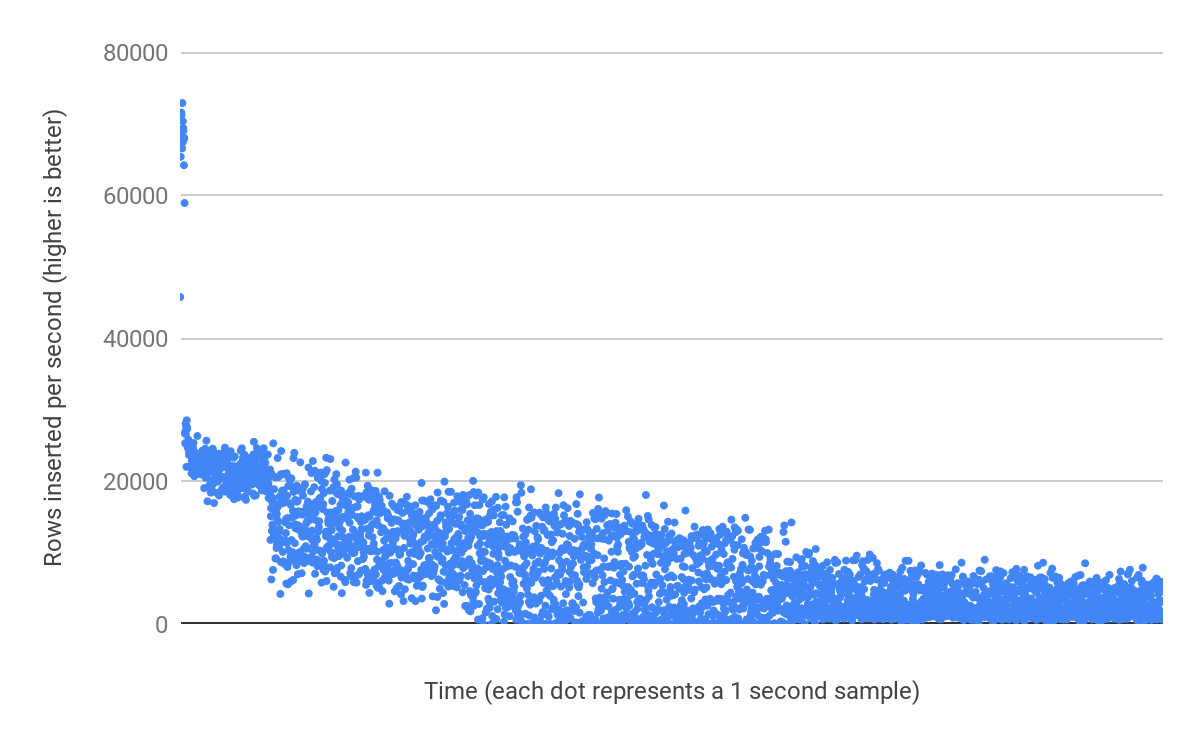 80000
60000
40000
20000
0
Rows inserted per second (higher is better)
Time (each dot represents a 1 second sample)